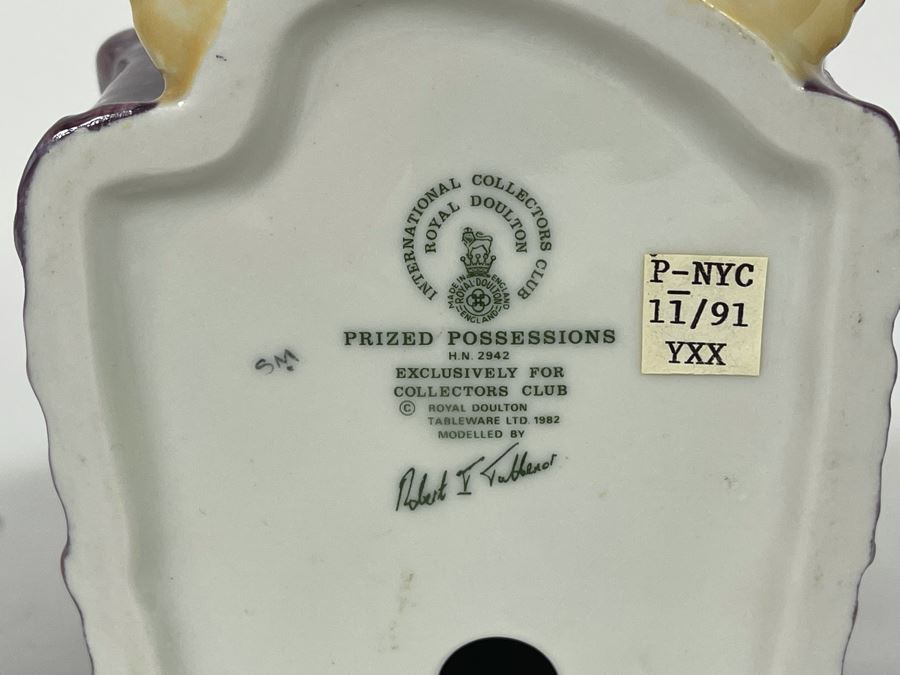 INTERNATIONAL COLLECTORS CLUB
ROYAL DOULTON
MADE IN ENGLAND
ROYAL DOULTON
ENGLAND
PRIZED POSSESSIONS
H.N. 2942
EXCLUSIVELY FOR
COLLECTORS CLUB
© ROYAL DOULTON
TABLEWARE LTD. 1982
MODELLED BY
Robert I Tabbenor
SM
P-NYC
11/91
YXX